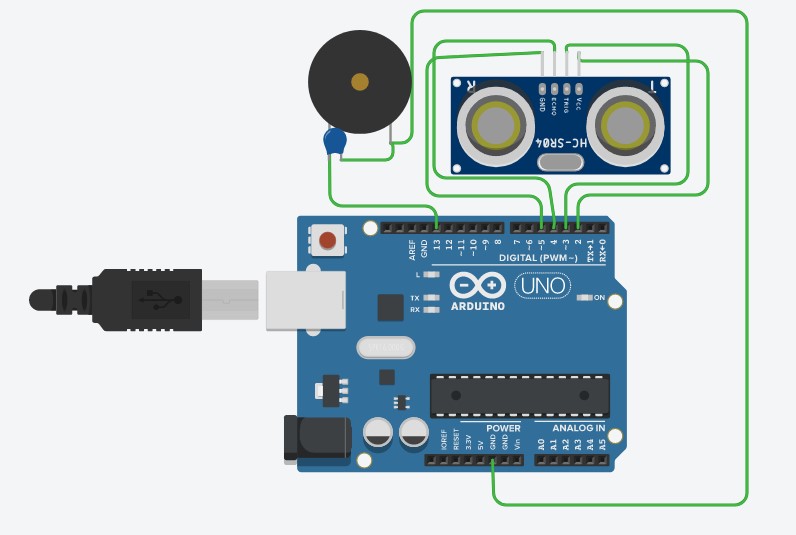 R T
GND ECHO TRIG Vcc
HC-SR04
AREF GND 13 12 ~11 ~10 ~9 8 7 ~6 ~5 4 ~3 2 TX→1 RX←0
DIGITAL (PWM~)
L
TX
RX
ARDUINO
UNO
ON
POWER ANALOG IN
IOREF RESET 3.3V 5V GND GND Vin A0 A1 A2 A3 A4 A5